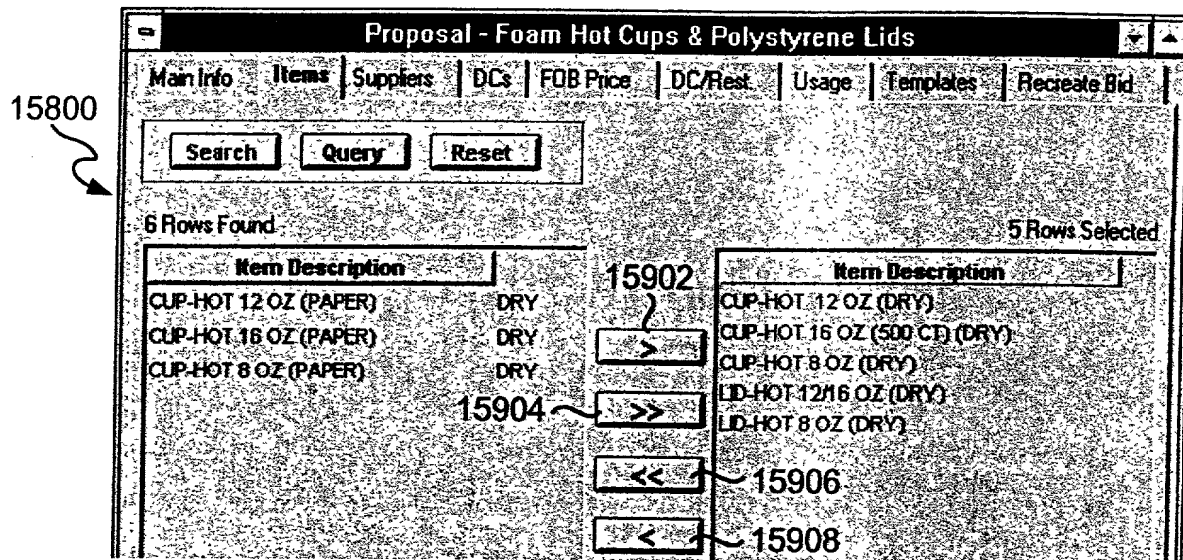 Proposal - Foam Hot Cups & Polystyrene Lids
Main Info Items Suppliers DCs FOB Price DC/Rest. Usage Templates Recreate Bid
15800
Search Query Reset
6 Rows Found 5 Rows Selected
Item Description Item Description
15902
CUP-HOT 12 OZ (PAPER) DRY CUP-HOT 12 OZ (DRY)
CUP-HOT 16 OZ (PAPER) DRY > CUP-HOT 16 OZ (500 CT) (DRY)
CUP-HOT 8 OZ (PAPER) DRY CUP-HOT 8 OZ (DRY)
LID-HOT 12/16 OZ (DRY)
15904 >> LID-HOT 8 OZ (DRY)
<< 15906
< 15908